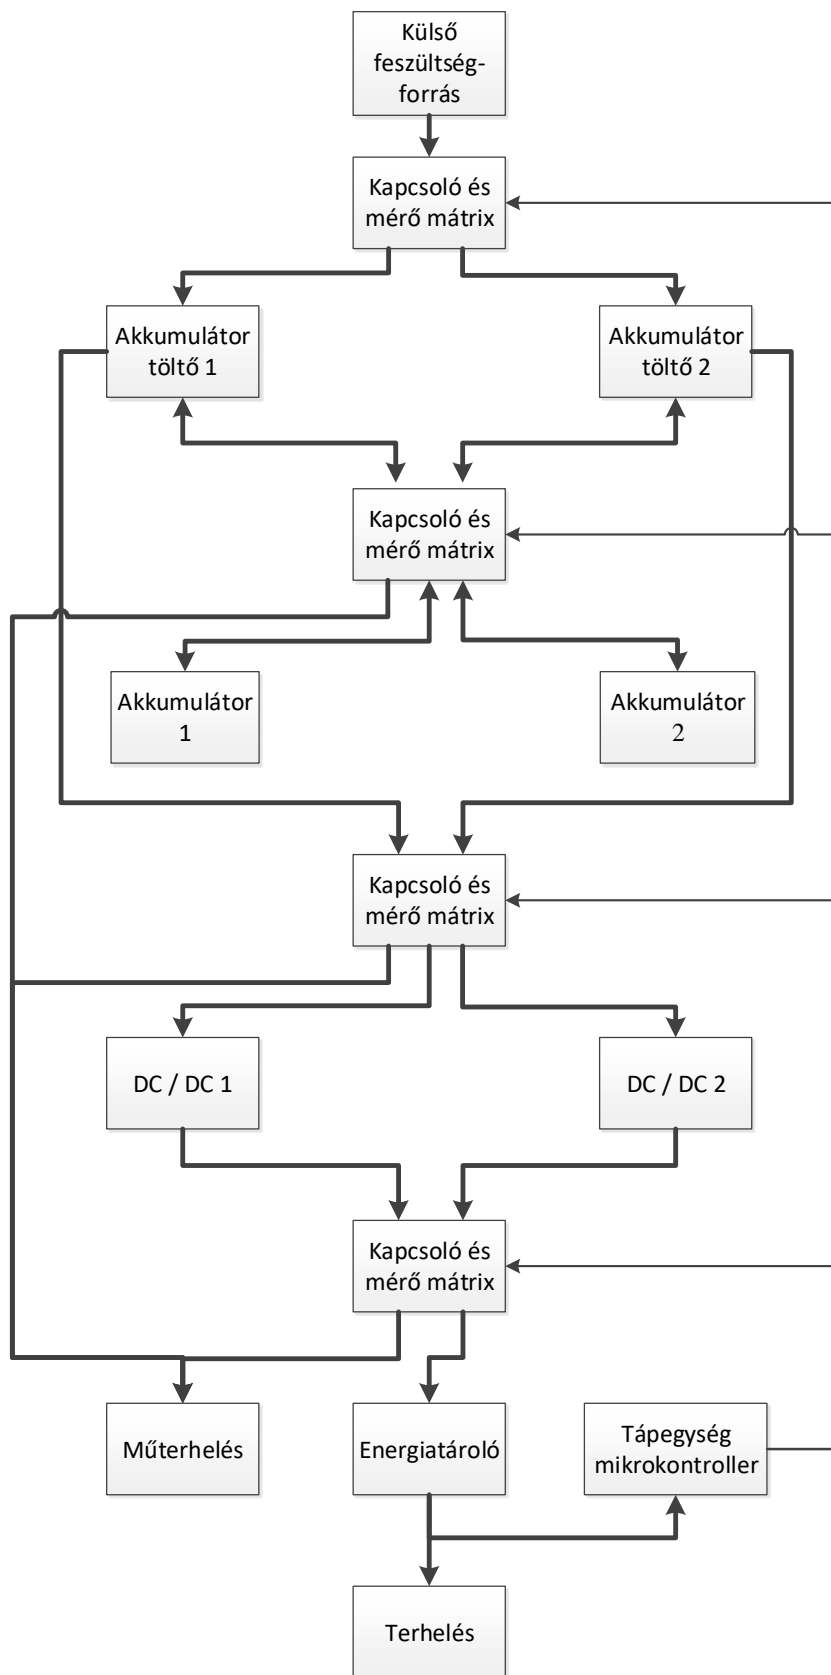 Külső
feszültség-
forrás
Kapcsoló és
mérő mátrix
Akkumulátor
töltő 1
Akkumulátor
töltő 2
Kapcsoló és
mérő mátrix
Akkumulátor
1
Akkumulátor
2
Kapcsoló és
mérő mátrix
DC / DC 1
DC / DC 2
Kapcsoló és
mérő mátrix
Műterhelés
Energiatároló
Tápegység
mikrokontroller
Terhelés